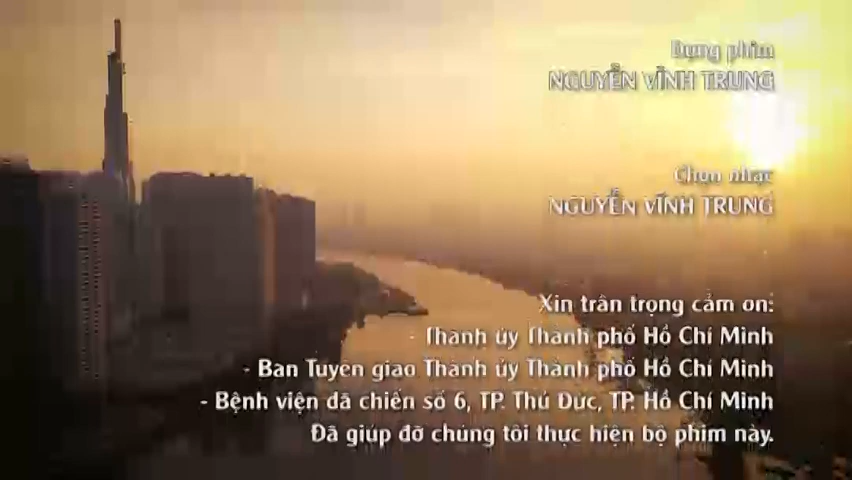 Dựng phim
NGUYỄN VĨNH TRUNG
Chọn nhạc
NGUYỄN VĨNH TRUNG
Xin trân trọng cảm ơn:
- Thành ủy Thành phố Hồ Chí Minh
- Ban Tuyên giáo Thành ủy Thành phố Hồ Chí Minh
- Bệnh viện dã chiến số 6, TP. Thủ Đức, TP. Hồ Chí Minh
Đã giúp đỡ chúng tôi thực hiện bộ phim này.